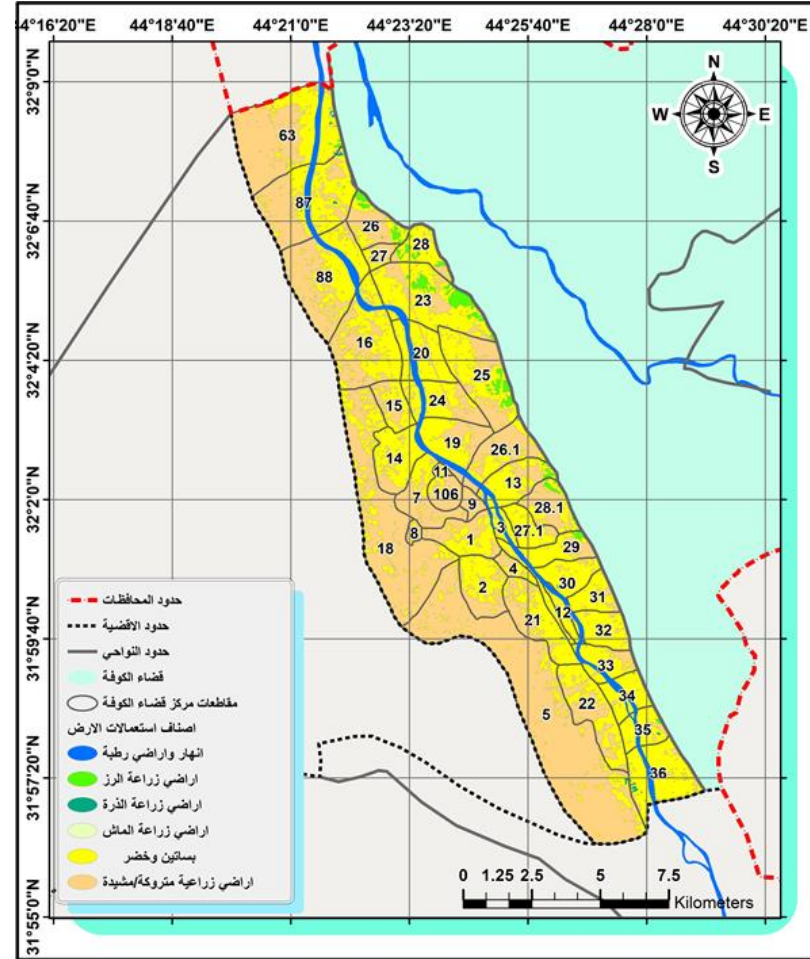 44°16'20"E 44°18'40"E 44°21'0"E 44°23'20"E 44°25'40"E 44°28'0"E 44°30'20"E
32°9'0"N
N
W E
S
63
87
32°6'40"N
26
28
27
88
23
16
20
32°4'20"N
25
15
24
19
26.1
14
11
13
32°2'0"N
7
106
9
28.1
8
1
3
27.1
29
18
4
30
2
31
12
21
32
31°59'40"N
33
34
22
5
35
36
31°57'20"N
حدود المحافظات
حدود الاقضية
حدود النواحي
قضاء الكوفة
مقاطعات مركز قضاء الكوفة
اصناف استعمالات الارض
انهار واراضي رطبة
اراضي زراعة الرز
اراضي زراعة الذرة
اراضي زراعة الماش
بساتين وخضر
اراضي زراعية متروكة/مشيدة
0 1.25 2.5 5 7.5
Kilometers
31°55'0"N